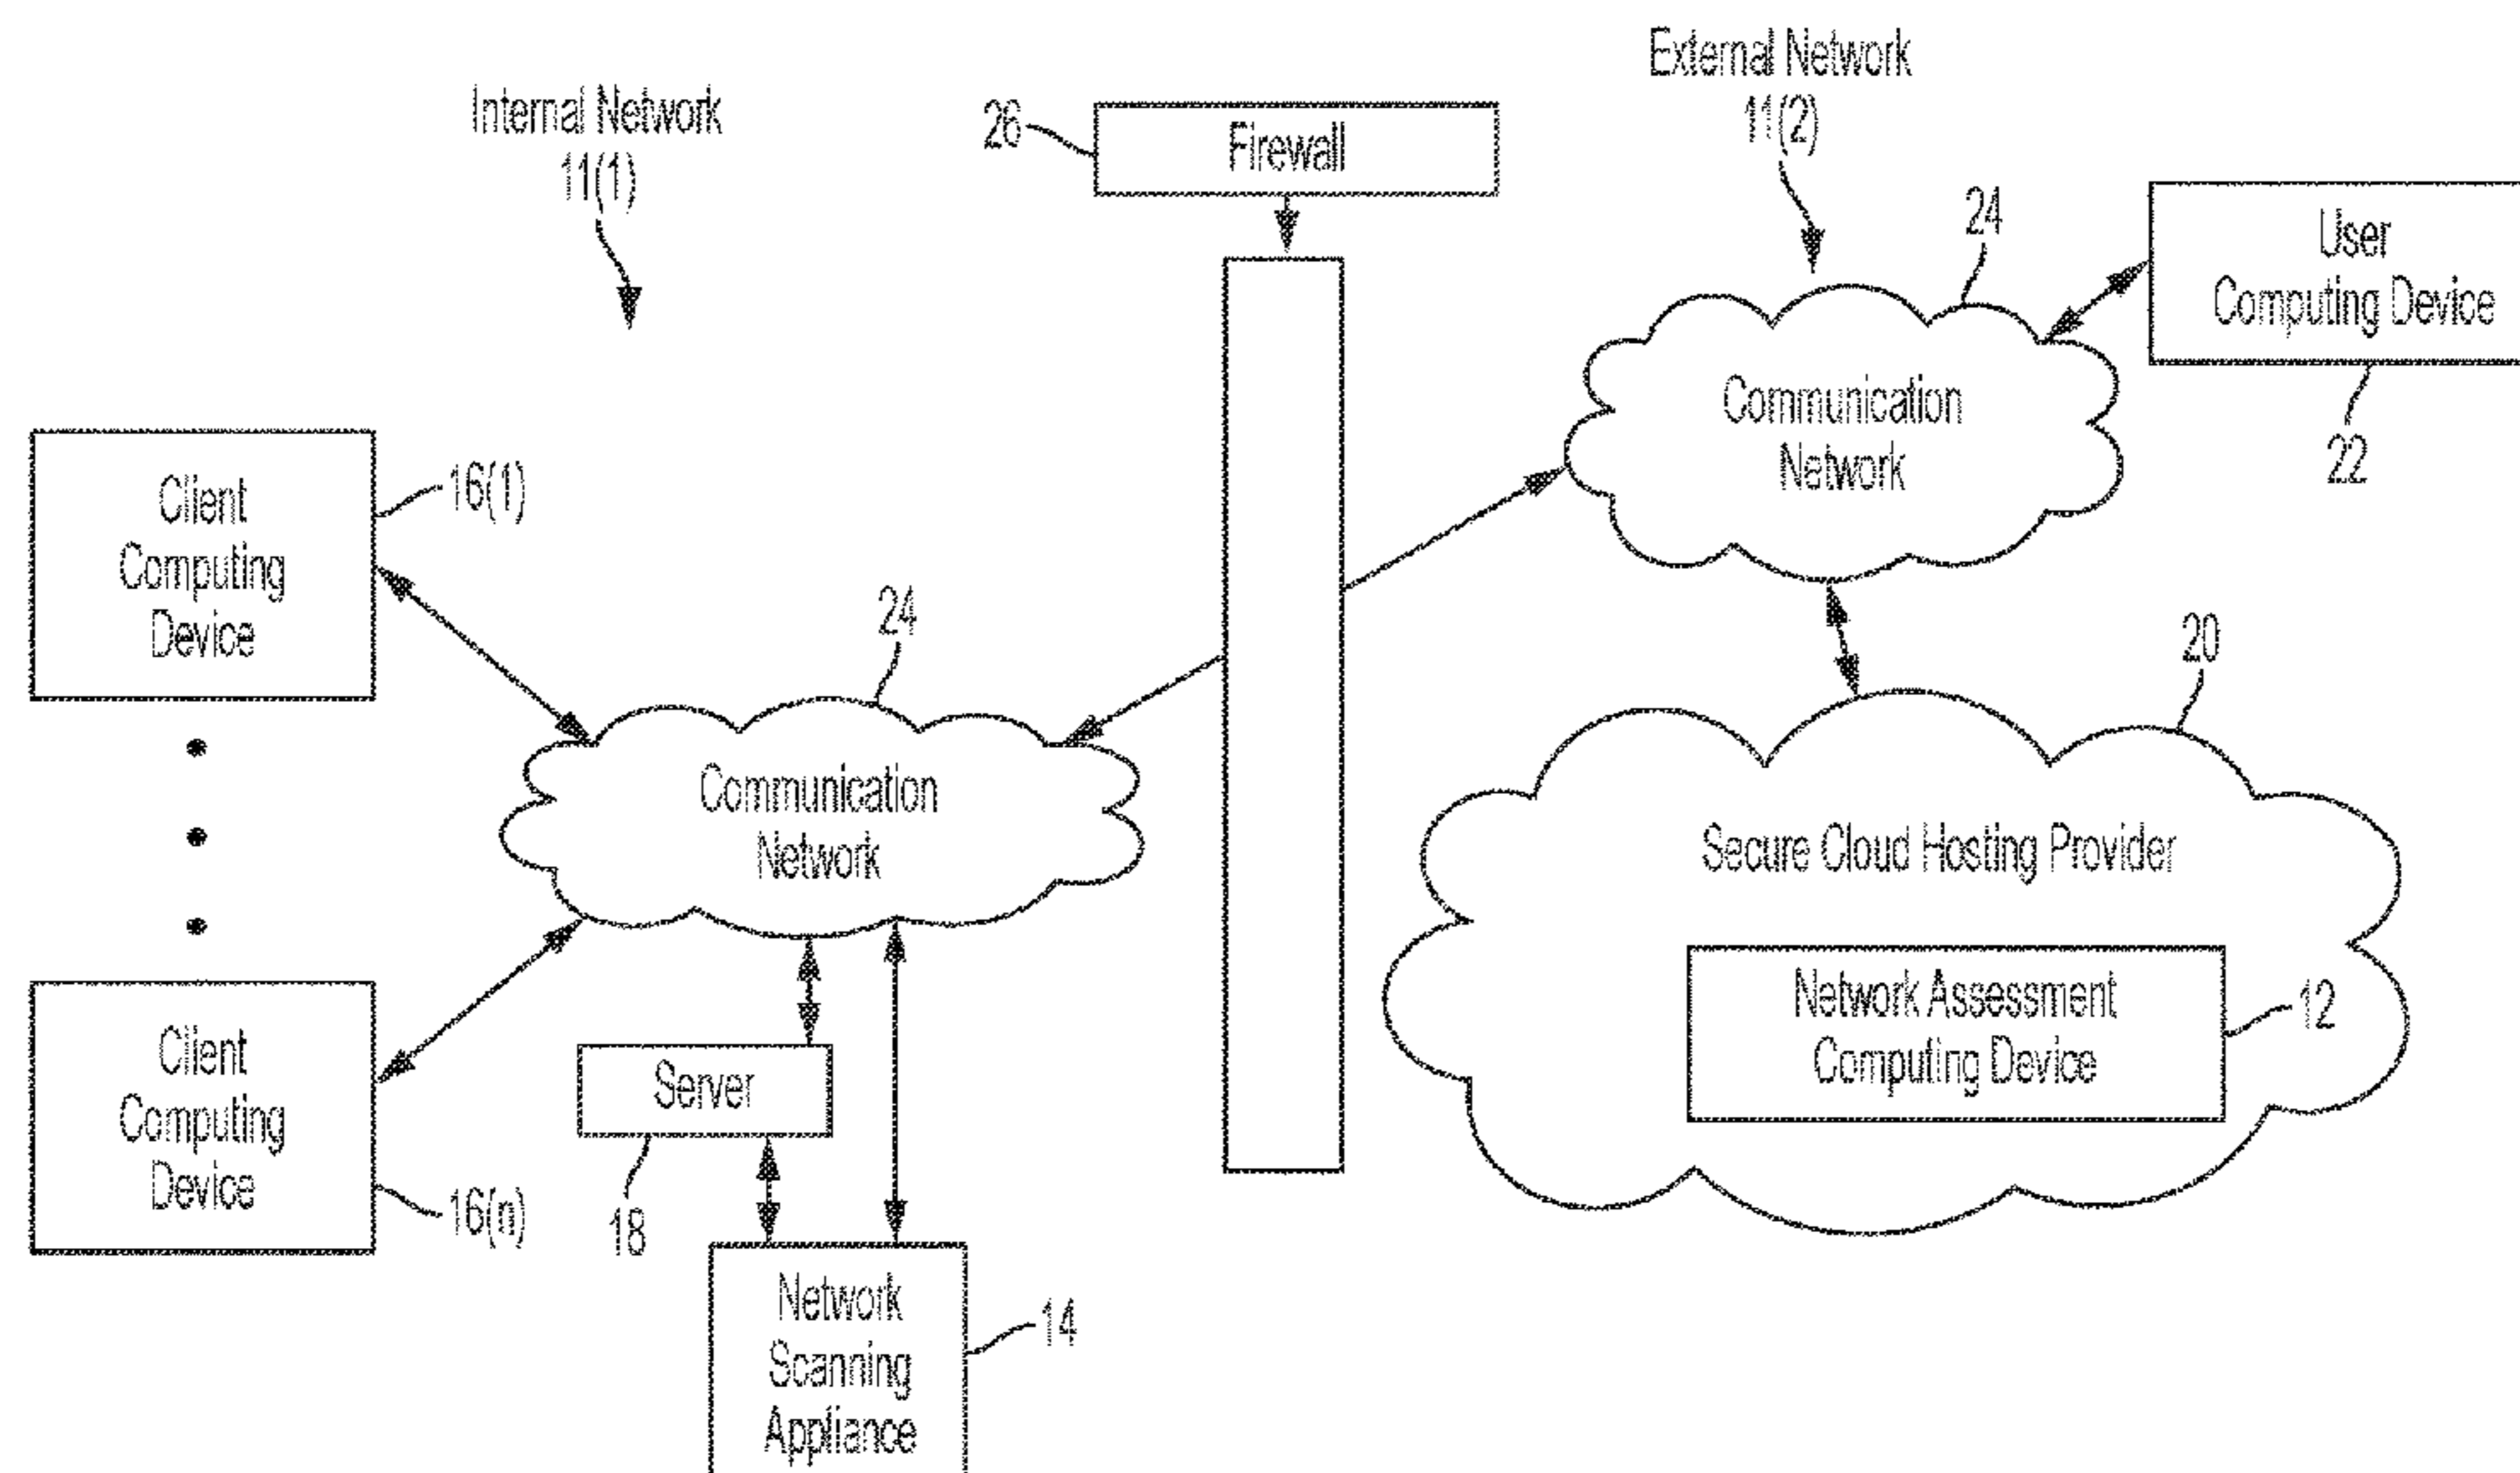 Internal Network
11(1)
26
Firewall
External Network
11(2)
24
User
Computing Device
22
Communication
Network
Client
Computing
Device
16(1)
24
Communication
Network
20
Secure Cloud Hosting Provider
Network Assessment
Computing Device
12
Client
Computing
Device
16(n)
Server
18
Network
Scanning
Appliance
14